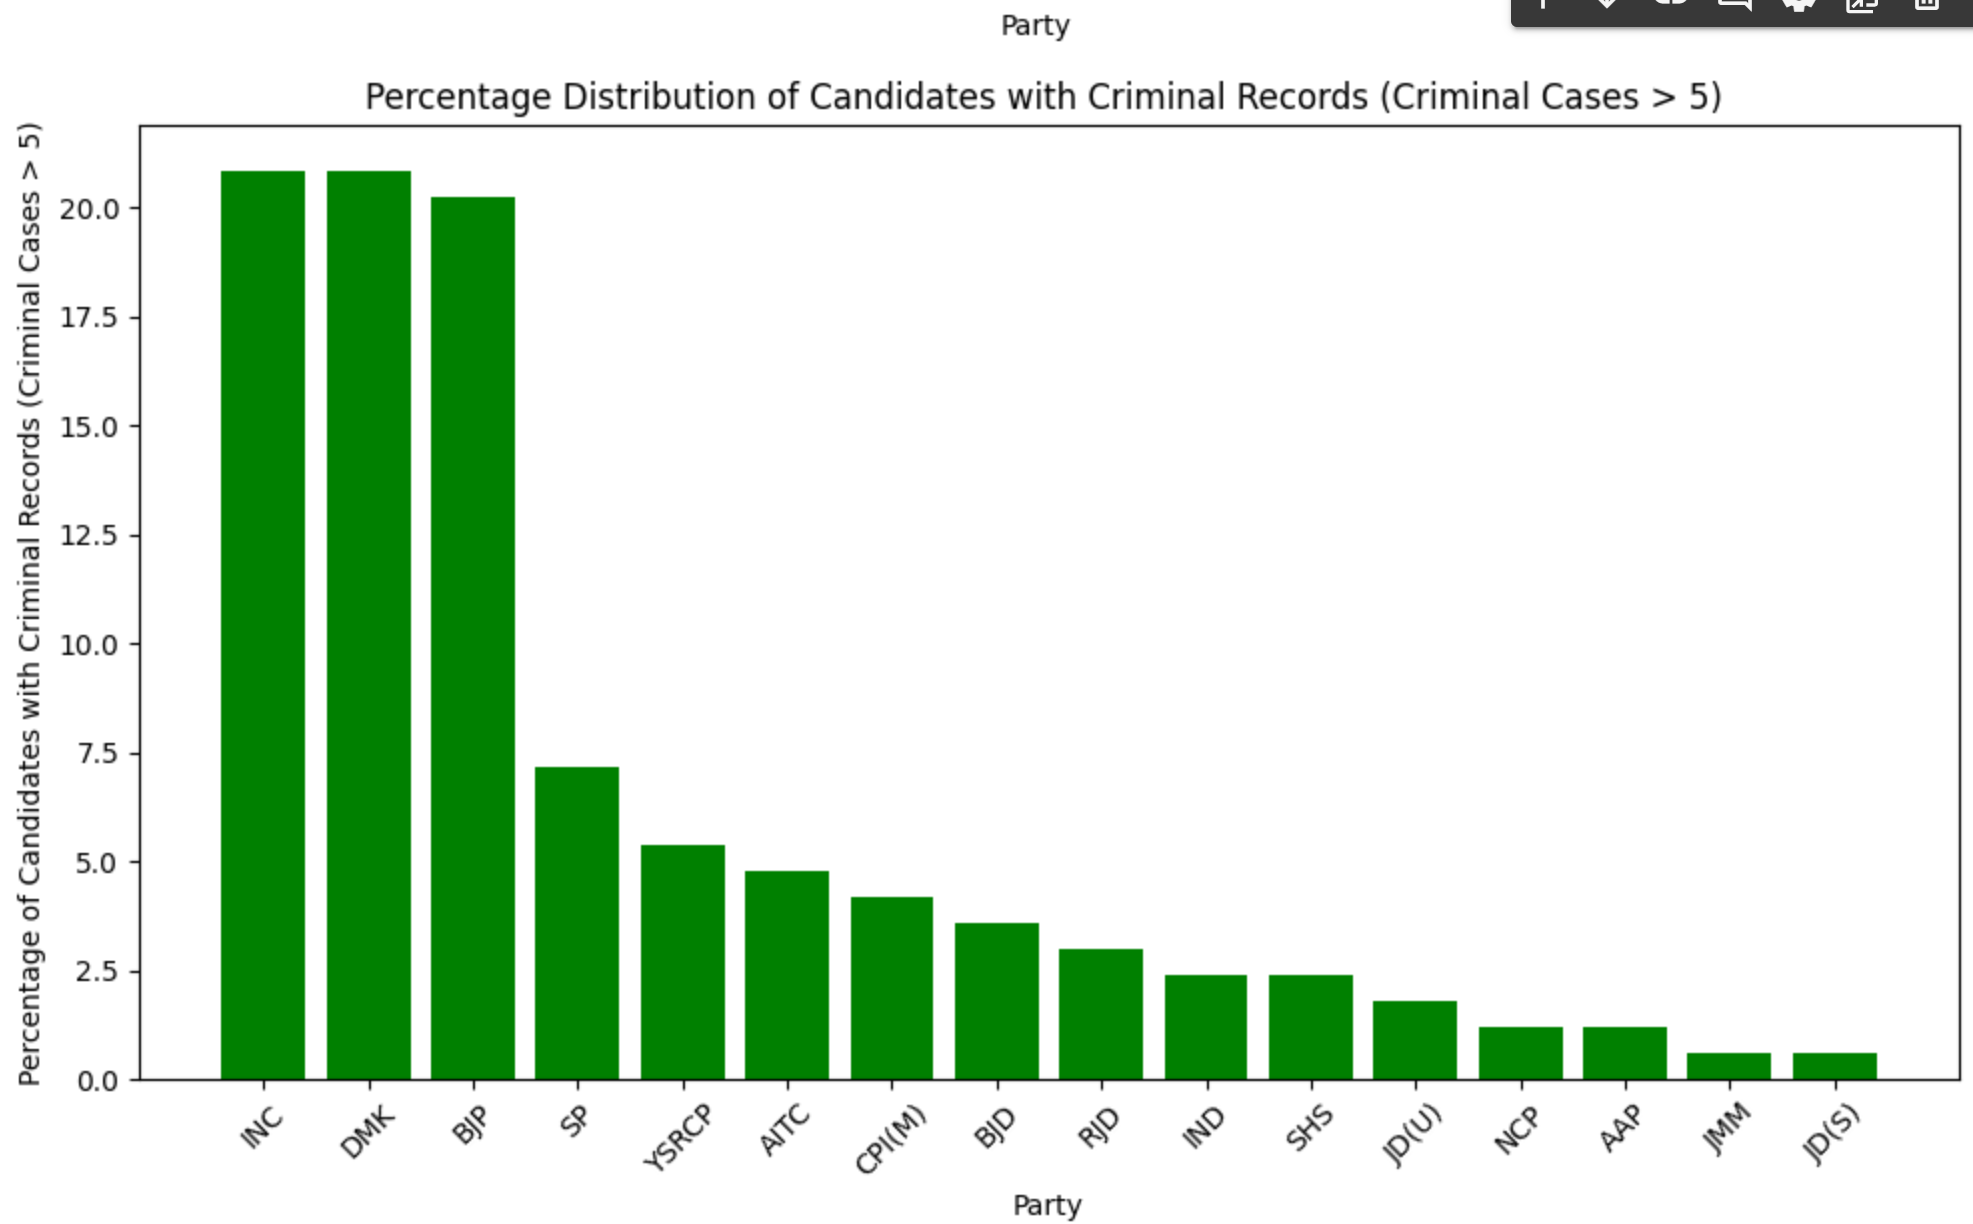 Party
Percentage Distribution of Candidates with Criminal Records (Criminal Cases > 5)
Percentage of Candidates with Criminal Records (Criminal Cases > 5)
20.0
17.5
15.0
12.5
10.0
7.5
5.0
2.5
0.0
INC DMK BJP SP YSRCP AITC CPI(M) BJD RJD IND SHS JD(U) NCP AAP JMM JD(S)
Party